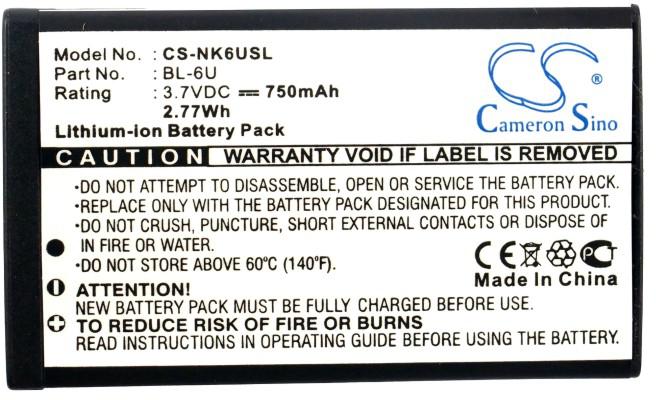 Model No. : CS-NK6USL
Part No. : BL-6U
Rating : 3.7VDC ⎓ 750mAh
2.77Wh
Lithium-ion Battery Pack
CS ®
Cameron Sino
CAUTION WARRANTY VOID IF LABEL IS REMOVED
•DO NOT ATTEMPT TO DISASSEMBLE, OPEN OR SERVICE THE BATTERY PACK.
•REPLACE ONLY WITH THE BATTERY PACK DESIGNATED FOR THIS PRODUCT.
•DO NOT CRUSH, PUNCTURE, SHORT EXTERNAL CONTACTS OR DISPOSE OF
IN FIRE OR WATER.
•DO NOT STORE ABOVE 60°C (140°F).
CE PCT
Made In China
ATTENTION!
NEW BATTERY PACK MUST BE FULLY CHARGED BEFORE USE.
TO REDUCE RISK OF FIRE OR BURNS
READ INSTRUCTIONS IN OPERATING GUIDE BEFORE USING THE BATTERY.